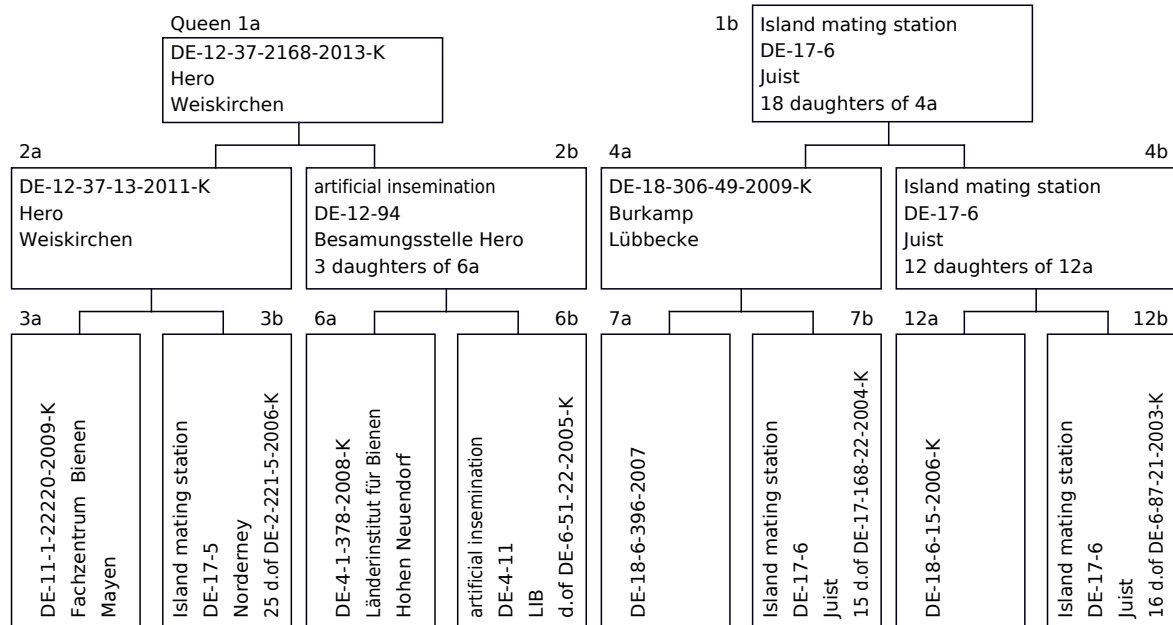 Queen 1a
DE-12-37-2168-2013-K
Hero
Weiskirchen
1b
Island mating station
DE-17-6
Juist
18 daughters of 4a
2a
DE-12-37-13-2011-K
Hero
Weiskirchen
2b
artificial insemination
DE-12-94
Besamungsstelle Hero
3 daughters of 6a
4a
DE-18-306-49-2009-K
Burkamp
Lübbecke
4b
Island mating station
DE-17-6
Juist
12 daughters of 12a
3a
DE-11-1-22220-2009-K
Fachzentrum Bienen
Mayen
3b
Island mating station
DE-17-5
Norderney
25 d.of DE-2-221-5-2006-K
6a
DE-4-1-378-2008-K
Länderinstitut für Bienen
Hohen Neuendorf
6b
artificial insemination
DE-4-11
LIB
d.of DE-6-51-22-2005-K
7a
DE-18-6-396-2007
7b
Island mating station
DE-17-6
Juist
15 d.of DE-17-168-22-2004-K
12a
DE-18-6-15-2006-K
12b
Island mating station
DE-17-6
Juist
16 d.of DE-6-87-21-2003-K